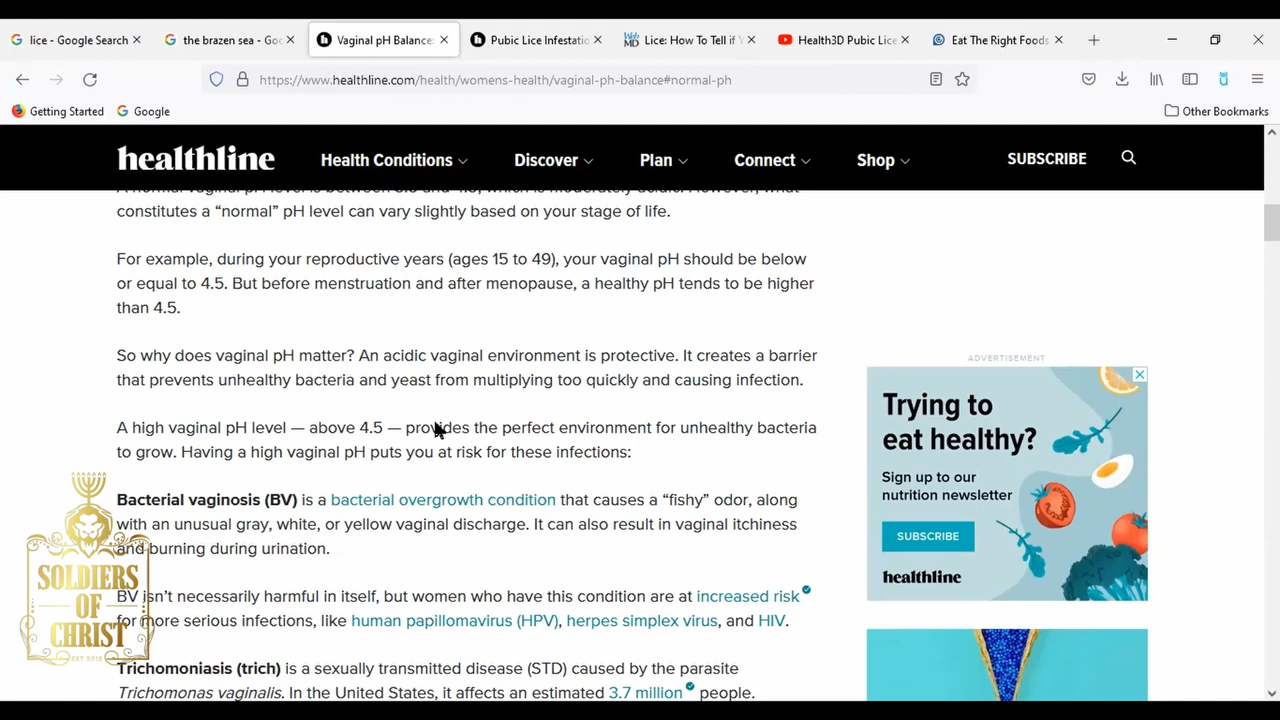 lice - Google Search
the brazen sea - Goo
Vaginal pH Balance:
Pubic Lice Infestatio
WebMD
Lice: How To Tell if Y
Health3D Pubic Lice
Eat The Right Foods
https://www.healthline.com/health/womens-health/vaginal-ph-balance#normal-ph
Getting Started
Google
Other Bookmarks
healthline
Health Conditions
Discover
Plan
Connect
Shop
SUBSCRIBE
constitutes a “normal” pH level can vary slightly based on your stage of life.
For example, during your reproductive years (ages 15 to 49), your vaginal pH should be below
or equal to 4.5. But before menstruation and after menopause, a healthy pH tends to be higher
than 4.5.
So why does vaginal pH matter? An acidic vaginal environment is protective. It creates a barrier
that prevents unhealthy bacteria and yeast from multiplying too quickly and causing infection.
A high vaginal pH level — above 4.5 — provides the perfect environment for unhealthy bacteria
to grow. Having a high vaginal pH puts you at risk for these infections:
Bacterial vaginosis (BV) is a bacterial overgrowth condition that causes a “fishy” odor, along
with an unusual gray, white, or yellow vaginal discharge. It can also result in vaginal itchiness
and burning during urination.
BV isn’t necessarily harmful in itself, but women who have this condition are at increased risk
for more serious infections, like human papillomavirus (HPV), herpes simplex virus, and HIV.
Trichomoniasis (trich) is a sexually transmitted disease (STD) caused by the parasite
Trichomonas vaginalis. In the United States, it affects an estimated 3.7 million people.
ADVERTISEMENT
Trying to
eat healthy?
Sign up to our
nutrition newsletter
SUBSCRIBE
healthline
SOLDIERS
OF
CHRIST